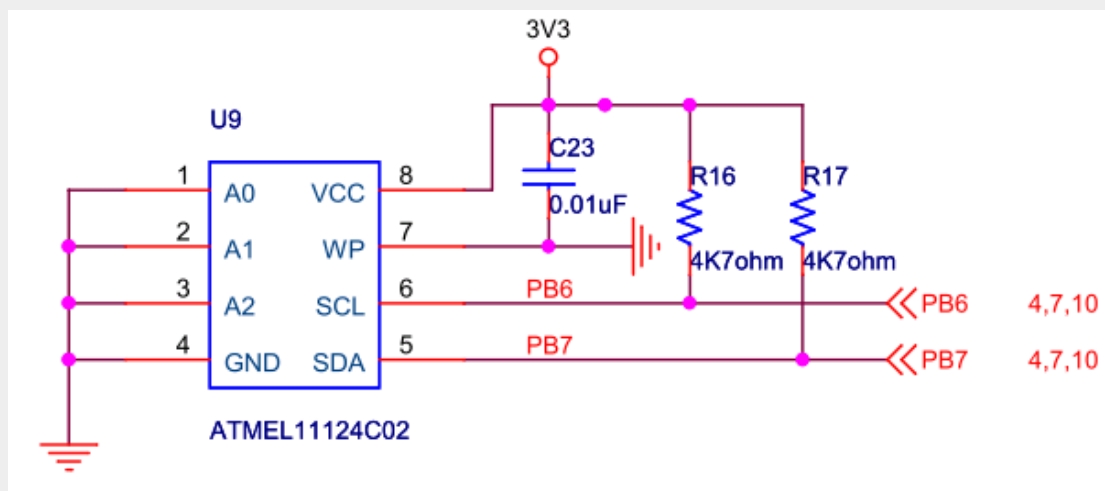 3V3
U9
C23
R16
R17
1
A0
VCC
8
0.01uF
2
A1
WP
7
4K7ohm
4K7ohm
3
A2
SCL
6
PB6
PB6
4,7,10
4
GND
SDA
5
PB7
PB7
4,7,10
ATMEL11124C02